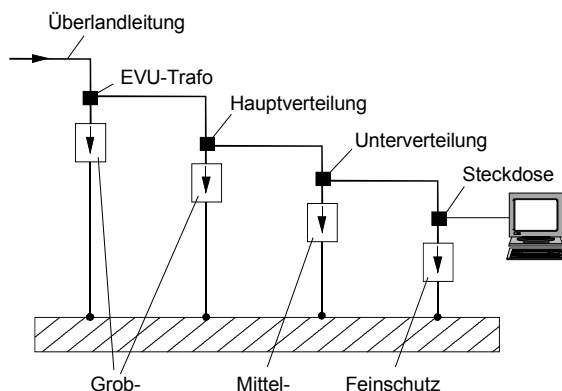 Überlandleitung
EVU-Trafo
Hauptverteilung
Unterverteilung
Steckdose
Grob-
Mittel-
Feinschutz